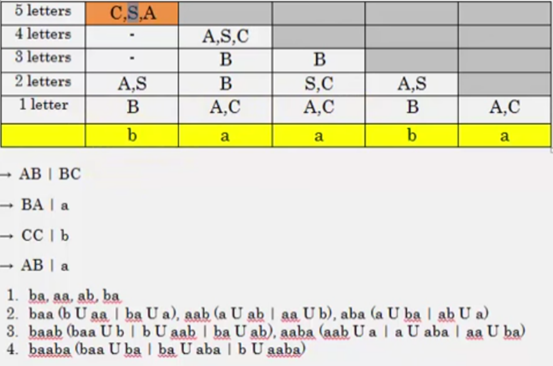 5 letters C,S,A
4 letters - A,S,C
3 letters - B B
2 letters A,S B S,C A,S
1 letter B A,C A,C B A,C
b a a b a
→ AB | BC
→ BA | a
→ CC | b
→ AB | a
1. ba, aa, ab, ba
2. baa (b U aa | ba U a), aab (a U ab | aa U b), aba (a U ba | ab U a)
3. baab (baa U b | b U aab | ba U ab), aaba (aab U a | a U aba | aa U ba)
4. baaba (baa U ba | ba U aba | b U aaba)